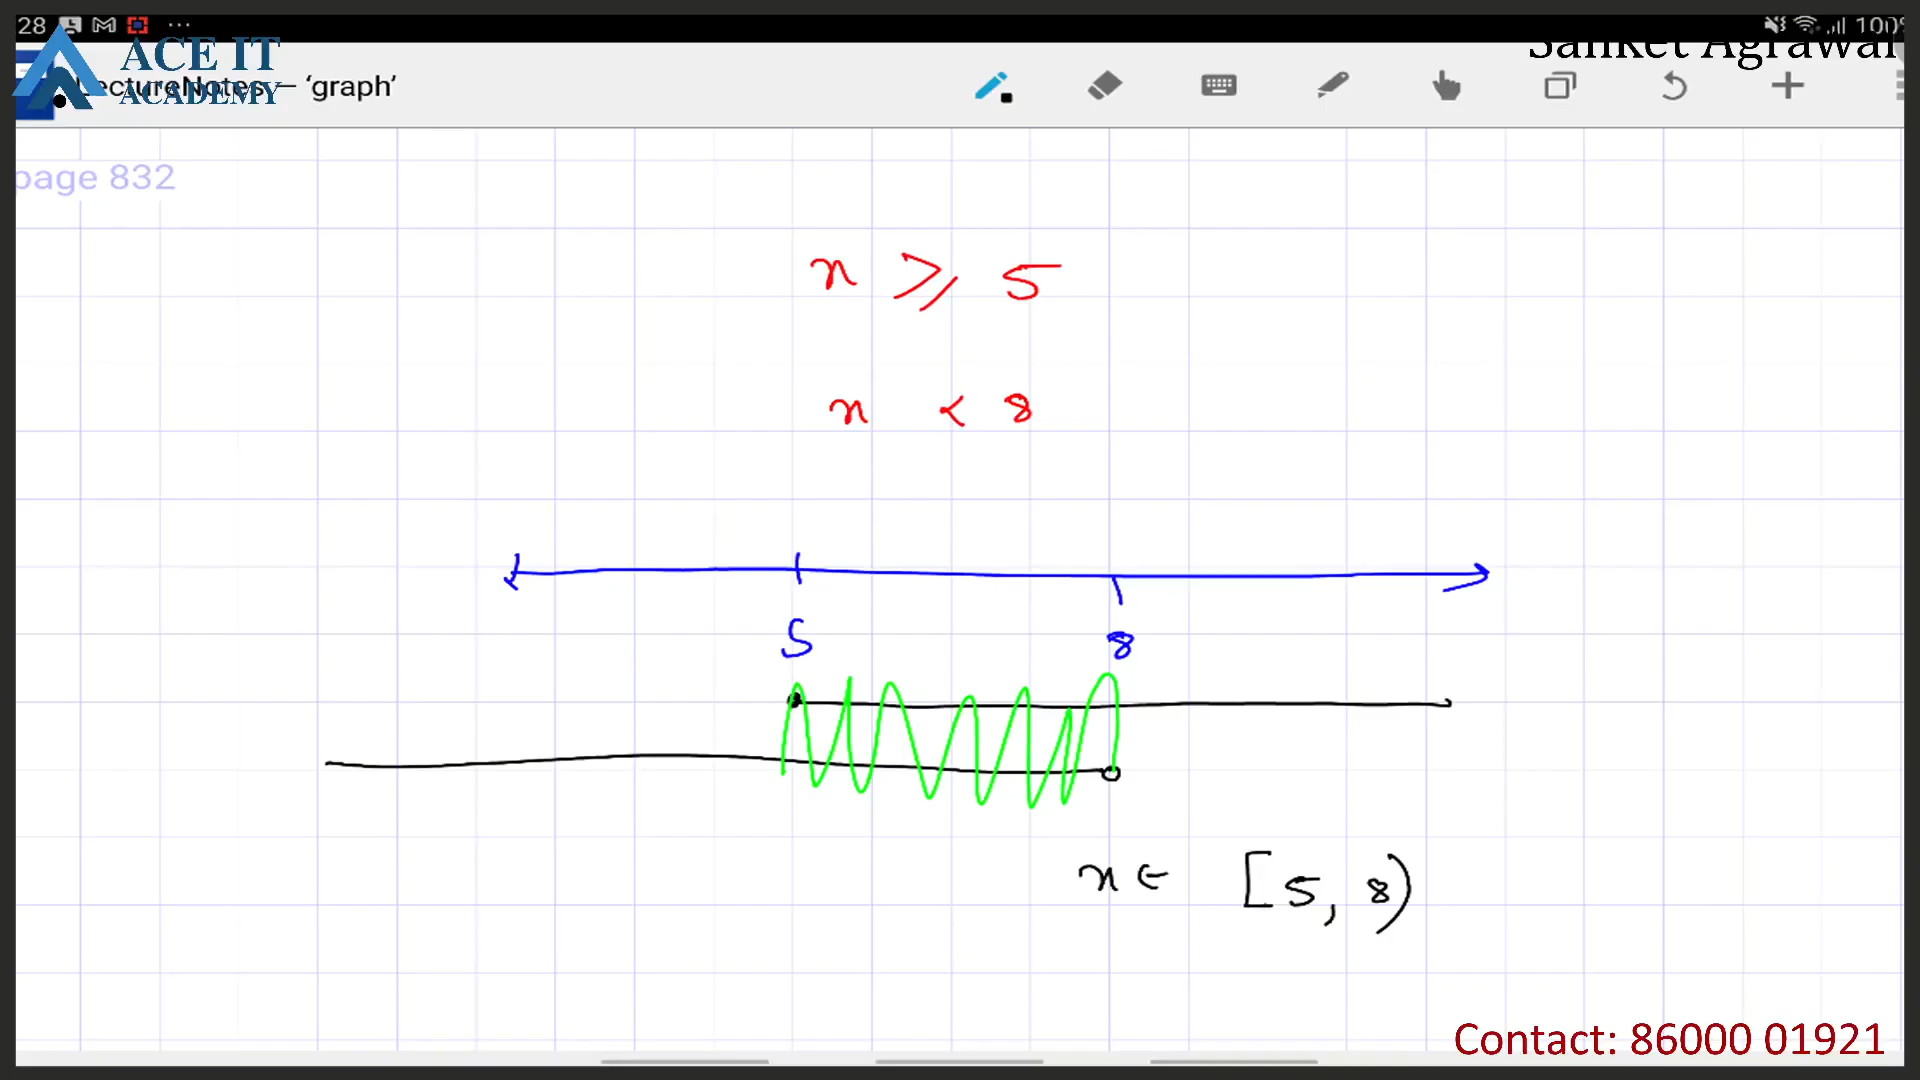 28 ... 100%
ACE IT
ACADEMY
LectureNotes – ‘graph’
Sanket Agrawal
page 832
x ⩾ 5
x < 8
5 8
x ∈ [5, 8)
Contact: 86000 01921